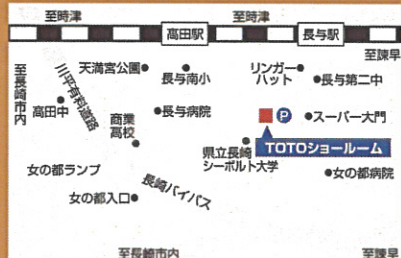 至時津
至時津
高田駅
長与駅
至諫早
天満宮公園
長与南小
リンガー
ハット
長与第二中
至長崎
市内
高田中
川平有料道路
長与病院
商業
高校
P
スーパー大門
TOTOショールーム
県立長崎
シーボルト大学
女の都ランプ
女の都病院
女の都入口
長崎バイパス
至長崎市内
至諫早